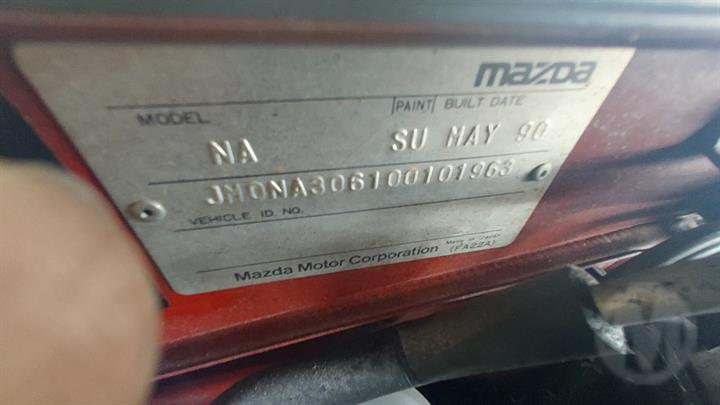 mazda
MODEL PAINT BUILT DATE
NA SU MAY 90
JM0NA306100101963
VEHICLE ID. NO.
Mazda Motor Corporation Made in Japan (FA22A)